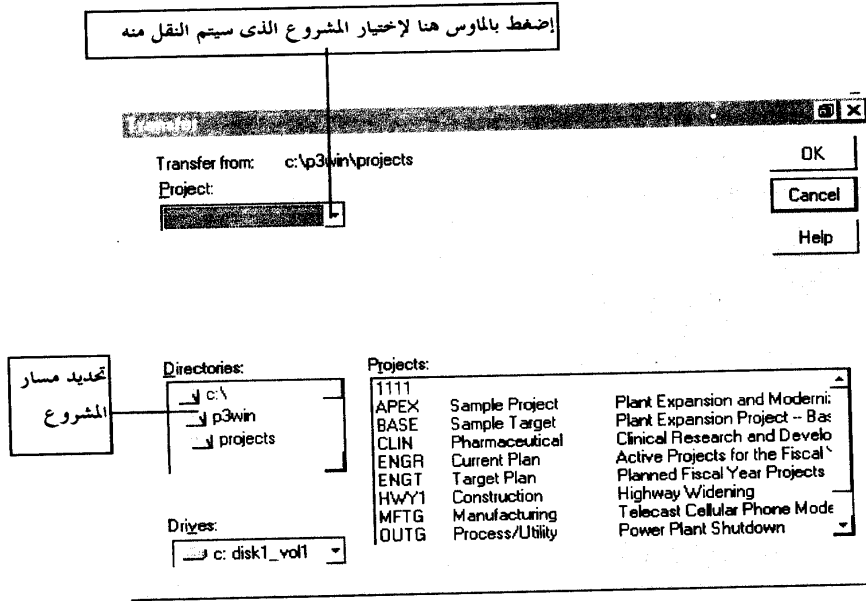 إضغط بالماوس هنا لإختيار المشروع الذى سيتم النقل منه
Transfer
OK
Transfer from: c:\p3win\projects
Project:
Cancel
Help
تحديد مسار
المشروع
Directories:
c:\
p3win
projects
Drives:
c: disk1_vol1
Projects:
1111
APEX Sample Project Plant Expansion and Moderni
BASE Sample Target Plant Expansion Project -- Bas
CLIN Pharmaceutical Clinical Research and Develo
ENGR Current Plan Active Projects for the Fiscal
ENGT Target Plan Planned Fiscal Year Projects
HWY1 Construction Highway Widening
MFTG Manufacturing Telecast Cellular Phone Mode
OUTG Process/Utility Power Plant Shutdown